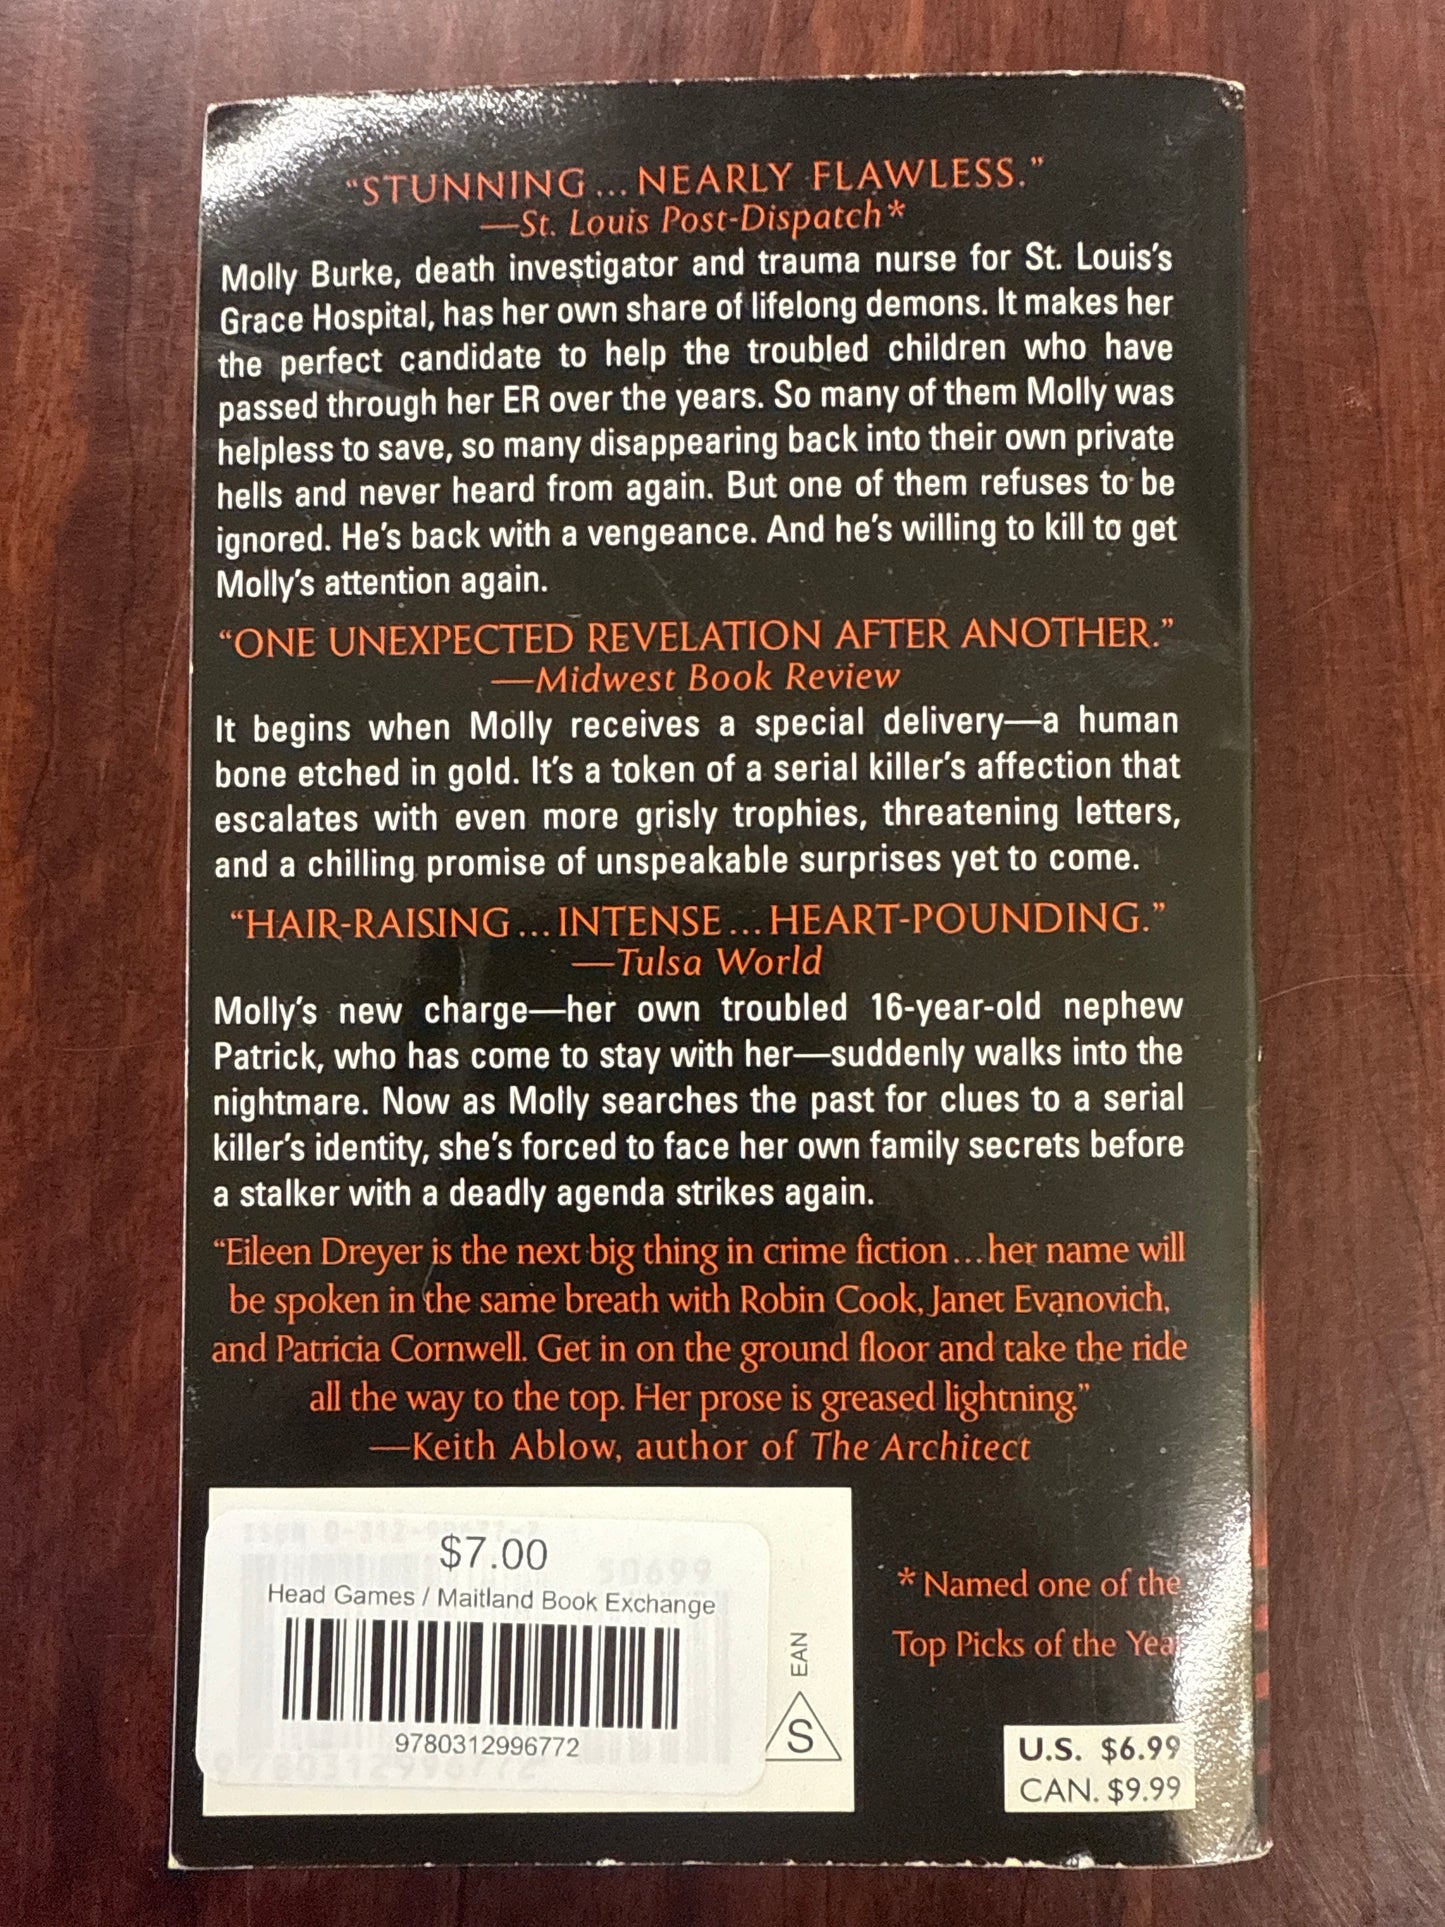 “STUNNING... NEARLY FLAWLESS.”
—St. Louis Post-Dispatch*
Molly Burke, death investigator and trauma nurse for St. Louis’s
Grace Hospital, has her own share of lifelong demons. It makes her
the perfect candidate to help the troubled children who have
passed through her ER over the years. So many of them Molly was
helpless to save, so many disappearing back into their own private
hells and never heard from again. But one of them refuses to be
ignored. He’s back with a vengeance. And he’s willing to kill to get
Molly’s attention again.
“ONE UNEXPECTED REVELATION AFTER ANOTHER.”
—Midwest Book Review
It begins when Molly receives a special delivery—a human
bone etched in gold. It’s a token of a serial killer’s affection that
escalates with even more grisly trophies, threatening letters,
and a chilling promise of unspeakable surprises yet to come.
“HAIR-RAISING... INTENSE... HEART-POUNDING.”
—Tulsa World
Molly’s new charge—her own troubled 16-year-old nephew
Patrick, who has come to stay with her—suddenly walks into the
nightmare. Now as Molly searches the past for clues to a serial
killer’s identity, she’s forced to face her own family secrets before
a stalker with a deadly agenda strikes again.
“Eileen Dreyer is the next big thing in crime fiction...her name will
be spoken in the same breath with Robin Cook, Janet Evanovich,
and Patricia Cornwell. Get in on the ground floor and take the ride
all the way to the top. Her prose is greased lightning.”
—Keith Ablow, author of The Architect
$7.00
Head Games / Maitland Book Exchange
9780312996772
50699
EAN
S
*Named one of the
Top Picks of the Year
U.S. $6.99
CAN. $9.99